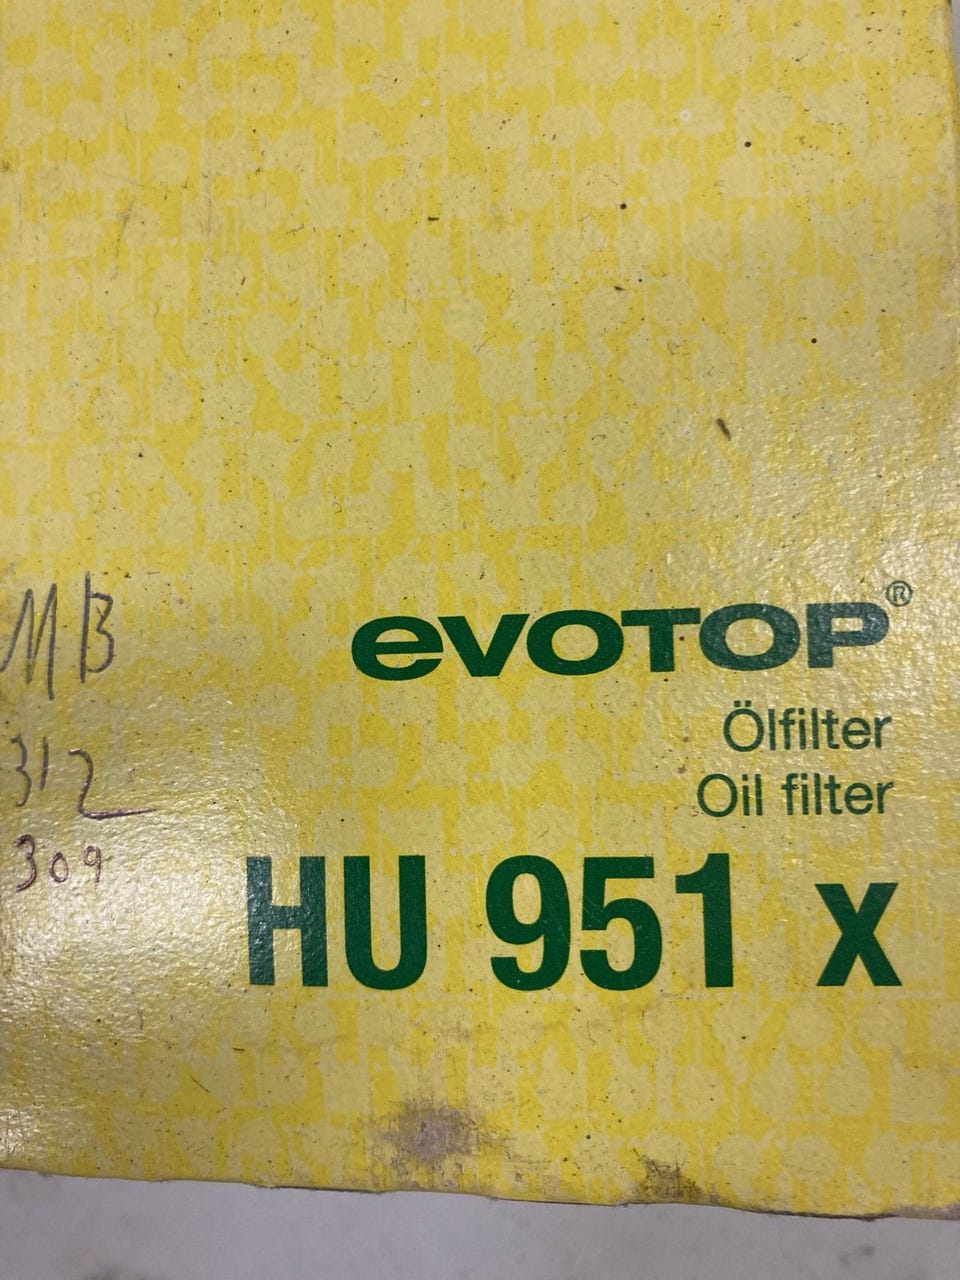 MB
312
309
evOTOP®
Ölfilter
Oil filter
HU 951 x